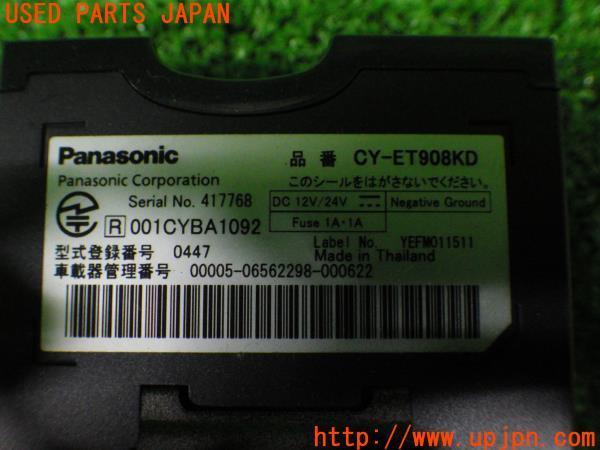 USED PARTS JAPAN
Panasonic 品番 CY-ET908KD
Panasonic Corporation このシールをはがさないでください。
Serial No. 417768 DC 12V/24V Negative Ground
R 001CYBA1092 Fuse 1A・1A
Label No. YEFM011511
型式登録番号 0447 Made in Thailand
車載器管理番号 00005-06562298-000622
UPJ
http://www.upjpn.com